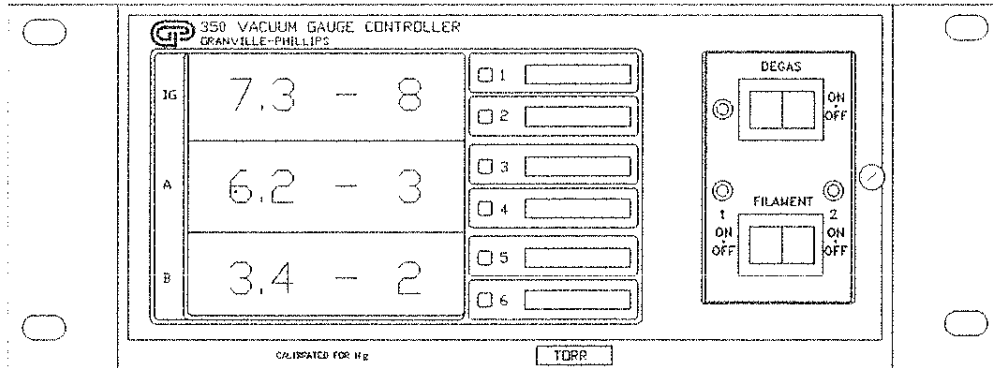 GP 350 VACUUM GAUGE CONTROLLER
GRANVILLE-PHILLIPS
IG 7.3 - 8
A 6.2 - 3
B 3.4 - 2
1
2
3
4
5
6
DEGAS
ON
OFF
FILAMENT
1 2
ON ON
OFF OFF
CALIBRATED FOR
TORR